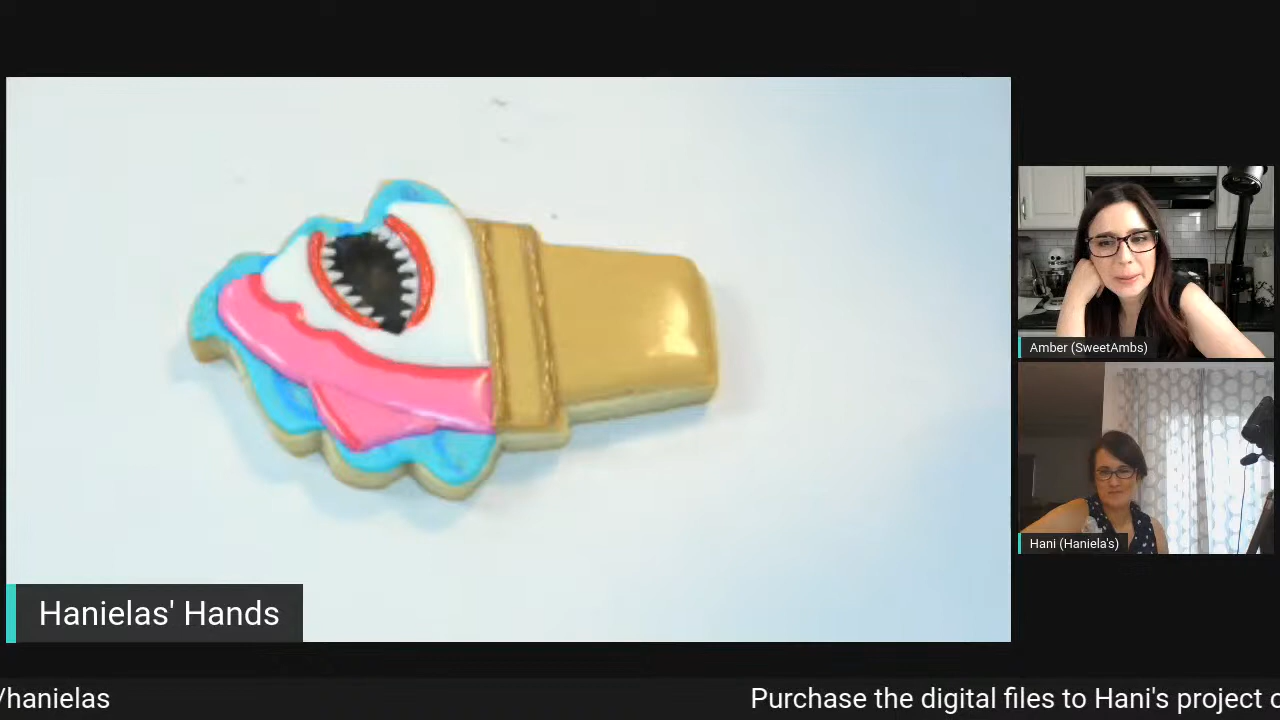 Amber (SweetAmbs)
Hani (Haniela's)
Hanielas' Hands
/hanielas
Purchase the digital files to Hani's project